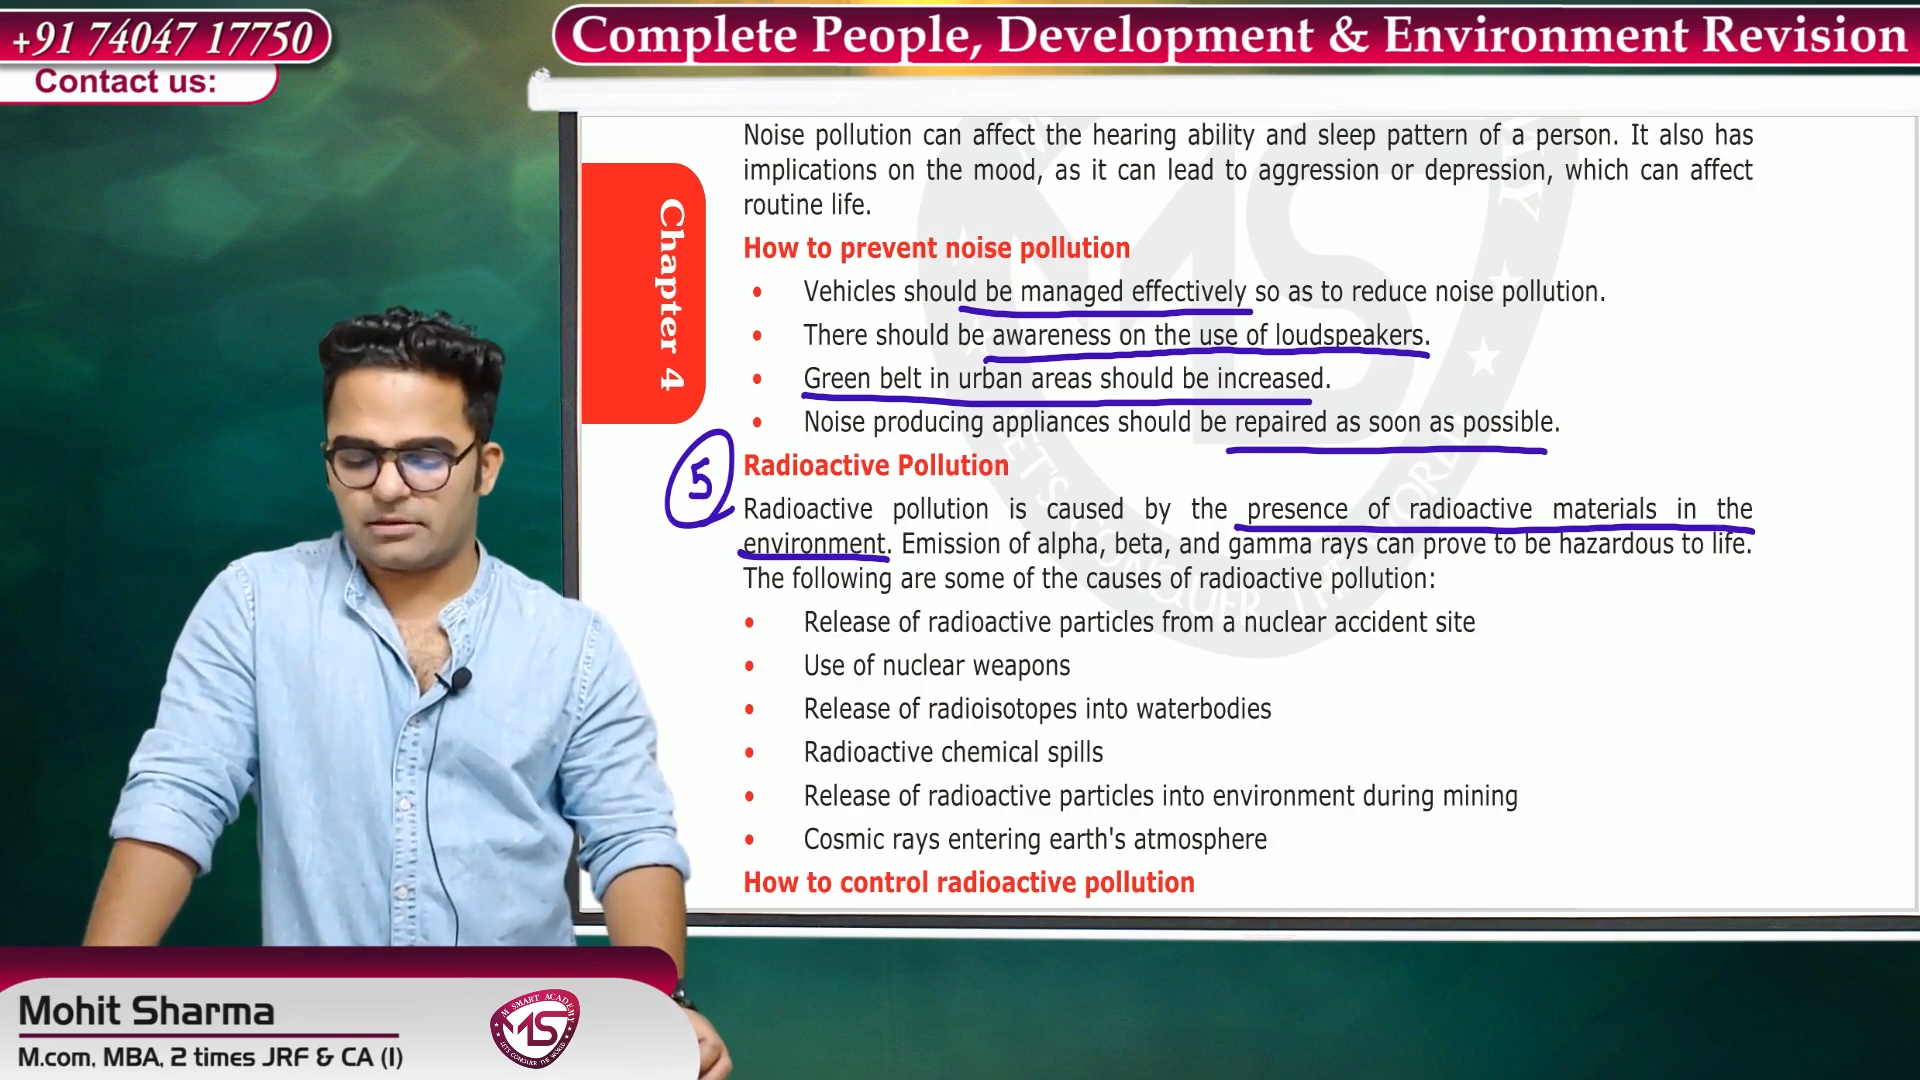 +91 74047 17750
Contact us:
Complete People, Development & Environment Revision
Noise pollution can affect the hearing ability and sleep pattern of a person. It also has
implications on the mood, as it can lead to aggression or depression, which can affect
routine life.
Chapter 4
How to prevent noise pollution
• Vehicles should be managed effectively so as to reduce noise pollution.
• There should be awareness on the use of loudspeakers.
• Green belt in urban areas should be increased.
• Noise producing appliances should be repaired as soon as possible.
5
Radioactive Pollution
Radioactive pollution is caused by the presence of radioactive materials in the
environment. Emission of alpha, beta, and gamma rays can prove to be hazardous to life.
The following are some of the causes of radioactive pollution:
• Release of radioactive particles from a nuclear accident site
• Use of nuclear weapons
• Release of radioisotopes into waterbodies
• Radioactive chemical spills
• Release of radioactive particles into environment during mining
• Cosmic rays entering earth's atmosphere
How to control radioactive pollution
Mohit Sharma
M.com, MBA, 2 times JRF & CA (I)
M SMART ACADEMY
MS
LET'S CONQUER THE WORLD